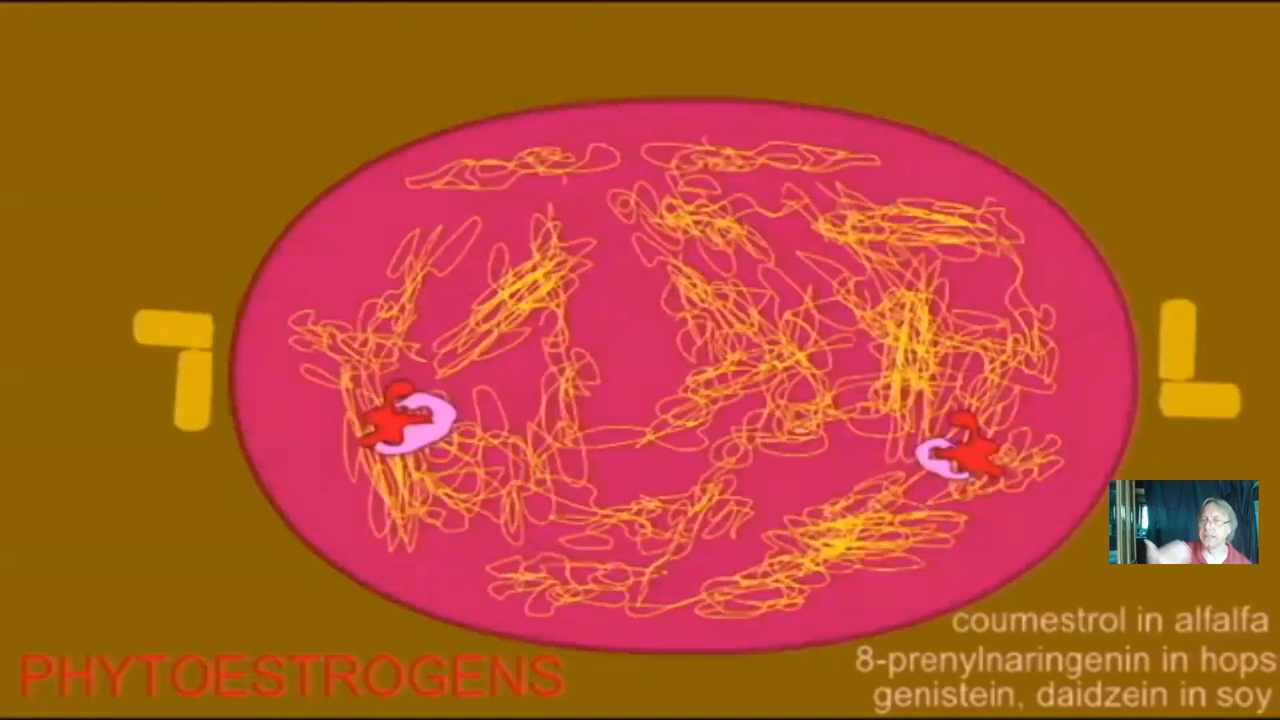 PHYTOESTROGENS
coumestrol in alfalfa
8-prenylnaringenin in hops
genistein, daidzein in soy